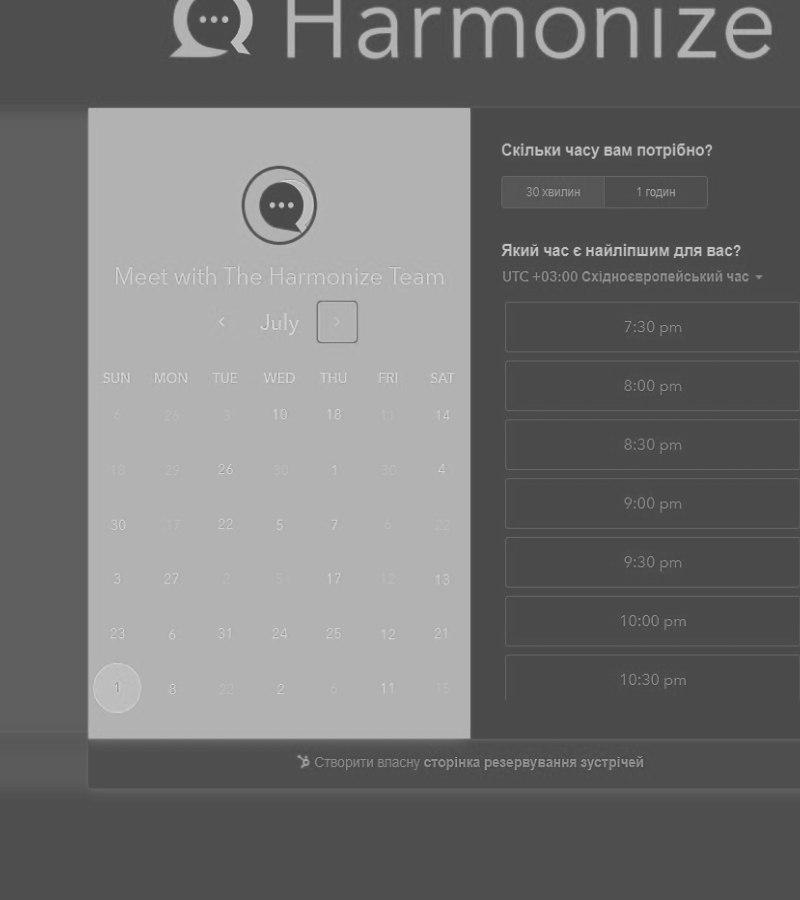 Harmonize
Meet with The Harmonize Team
July
SUN MON TUE WED THU FRI SAT
6 26 3 10 18 11 14
18 29 26 30 1 30 4
30 17 22 5 7 6 22
3 27 2 5 17 12 13
23 6 31 24 25 12 21
1 8 22 2 6 11 15
Скільки часу вам потрібно?
30 хвилин 1 годин
Який час є найліпшим для вас?
UTC +03:00 Східноєвропейський час
7:30 pm
8:00 pm
8:30 pm
9:00 pm
9:30 pm
10:00 pm
10:30 pm
Створити власну сторінка резервування зустрічей